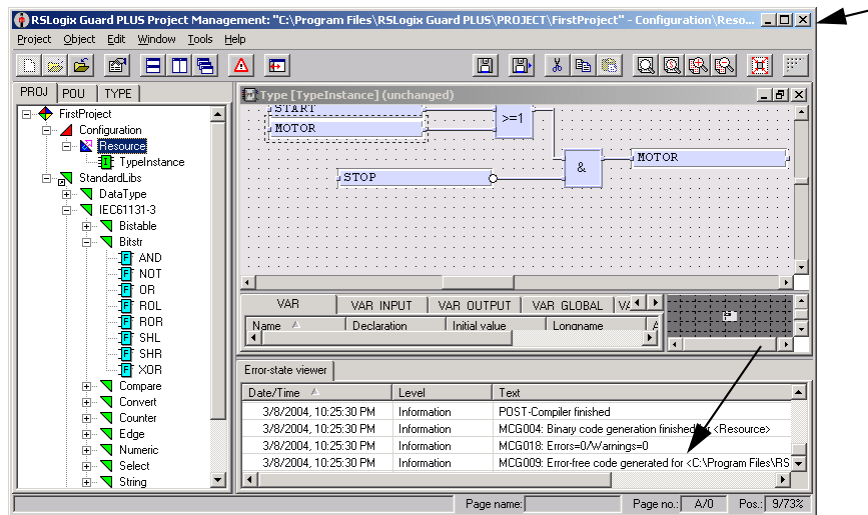 RSLogix Guard PLUS Project Management: "C:\Program Files\RSLogix Guard PLUS\PROJECT\FirstProject" - Configuration\Reso...
Project Object Edit Window Tools Help
PROJ POU TYPE
FirstProject
Configuration
Resource
TypeInstance
StandardLibs
DataType
IEC61131-3
Bistable
Bitstr
AND
NOT
OR
ROL
ROR
SHL
SHR
XOR
Compare
Convert
Counter
Edge
Numeric
Select
String
Type [TypeInstance] (unchanged)
START
>=1
MOTOR
MOTOR
&
STOP
VAR VAR INPUT VAR OUTPUT VAR GLOBAL
Name Declaration Initial value Longname
Error-state viewer
Date/Time Level Text
3/8/2004, 10:25:30 PM Information POST-Compiler finished
3/8/2004, 10:25:30 PM Information MCG004: Binary code generation finished for <Resource>
3/8/2004, 10:25:30 PM Information MCG018: Errors=0/Warnings=0
3/8/2004, 10:25:30 PM Information MCG009: Error-free code generated for <C:\Program Files\RS
Page name: Page no.: A/0 Pos.: 9/73%